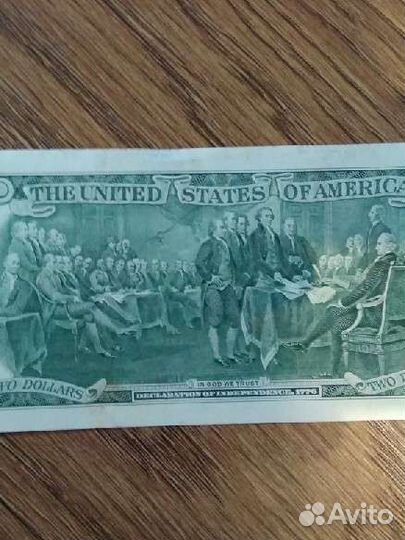 THE UNITED STATES OF AMERICA
TWO DOLLARS
IN GOD WE TRUST
TWO
DECLARATION OF INDEPENDENCE, 1776
Avito